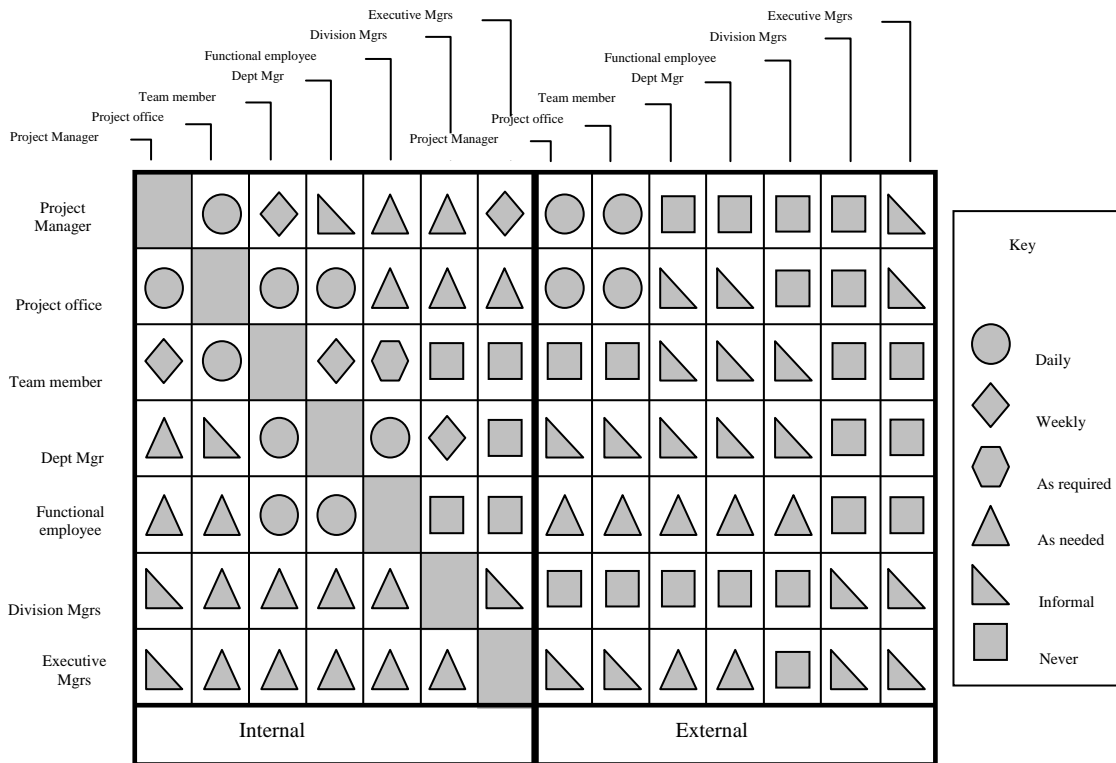 Executive Mgrs
Division Mgrs
Functional employee
Dept Mgr
Team member
Project office
Project Manager
Executive Mgrs
Division Mgrs
Functional employee
Dept Mgr
Team member
Project office
Project Manager
Project
Manager
Project office
Team member
Dept Mgr
Functional
employee
Division Mgrs
Executive
Mgrs
Internal
External
Key
Daily
Weekly
As required
As needed
Informal
Never